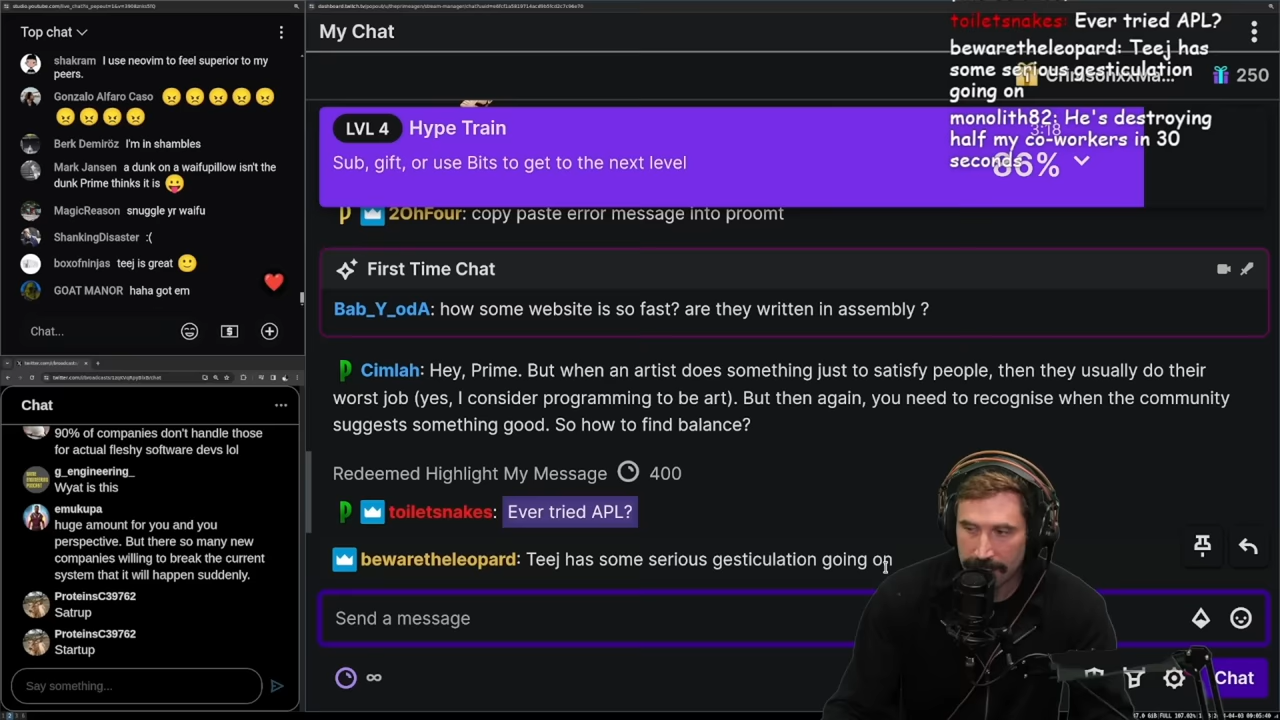 Top chat
shakram I use neovim to feel superior to my
peers.
Gonzalo Alfaro Caso
Berk Demiröz I'm in shambles
Mark Jansen a dunk on a waifupillow isn't the
dunk Prime thinks it is
MagicReason snuggle yr waifu
ShankingDisaster :(
boxofninjas teej is great
GOAT MANOR haha got em
Chat...
Chat
90% of companies don't handle those
for actual fleshy software devs lol
g_engineering_
Wyat is this
emukupa
huge amount for you and you
perspective. But there so many new
companies willing to break the current
system that it will happen suddenly.
ProteinsC39762
Satrup
ProteinsC39762
Startup
Say something...
My Chat
250
LVL 4 Hype Train
Sub, gift, or use Bits to get to the next level
3:18
86%
2OhFour: copy paste error message into proomt
First Time Chat
Bab_Y_odA: how some website is so fast? are they written in assembly ?
Cimlah: Hey, Prime. But when an artist does something just to satisfy people, then they usually do their
worst job (yes, I consider programming to be art). But then again, you need to recognise when the community
suggests something good. So how to find balance?
Redeemed Highlight My Message 400
toiletsnakes: Ever tried APL?
bewaretheleopard: Teej has some serious gesticulation going on
Send a message
∞
Chat
toiletsnakes: Ever tried APL?
bewaretheleopard: Teej has
some serious gesticulation
going on
monolith82: He's destroying
half my co-workers in 30
seconds